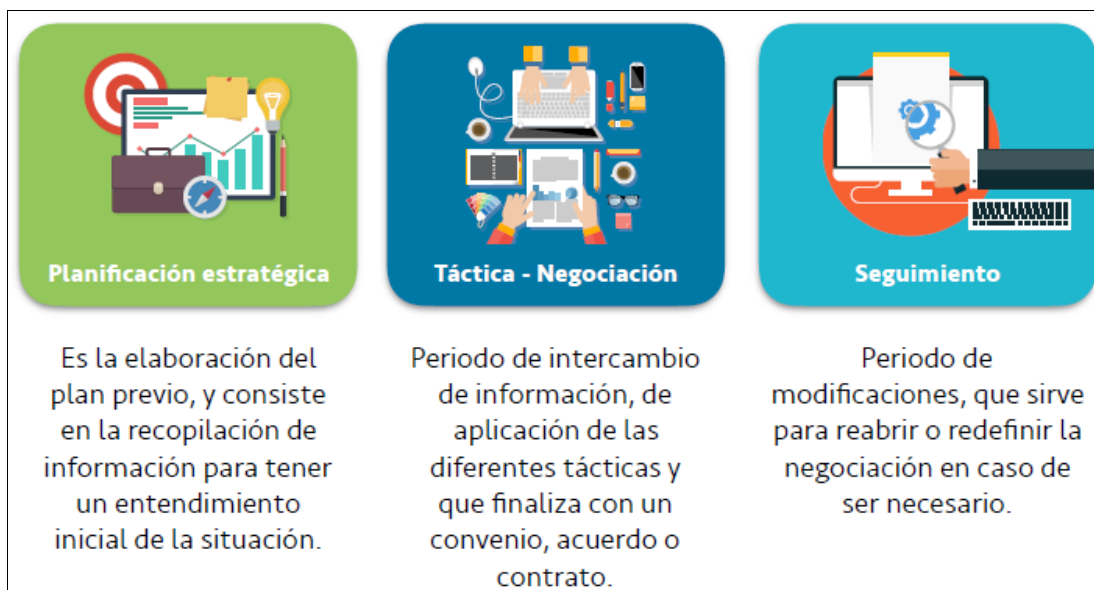 Planificación estratégica
Es la elaboración del
plan previo, y consiste
en la recopilación de
información para tener
un entendimiento
inicial de la situación.
Táctica - Negociación
Periodo de intercambio
de información, de
aplicación de las
diferentes tácticas y
que finaliza con un
convenio, acuerdo o
contrato.
Seguimiento
Periodo de
modificaciones, que sirve
para reabrir o redefinir la
negociación en caso de
ser necesario.